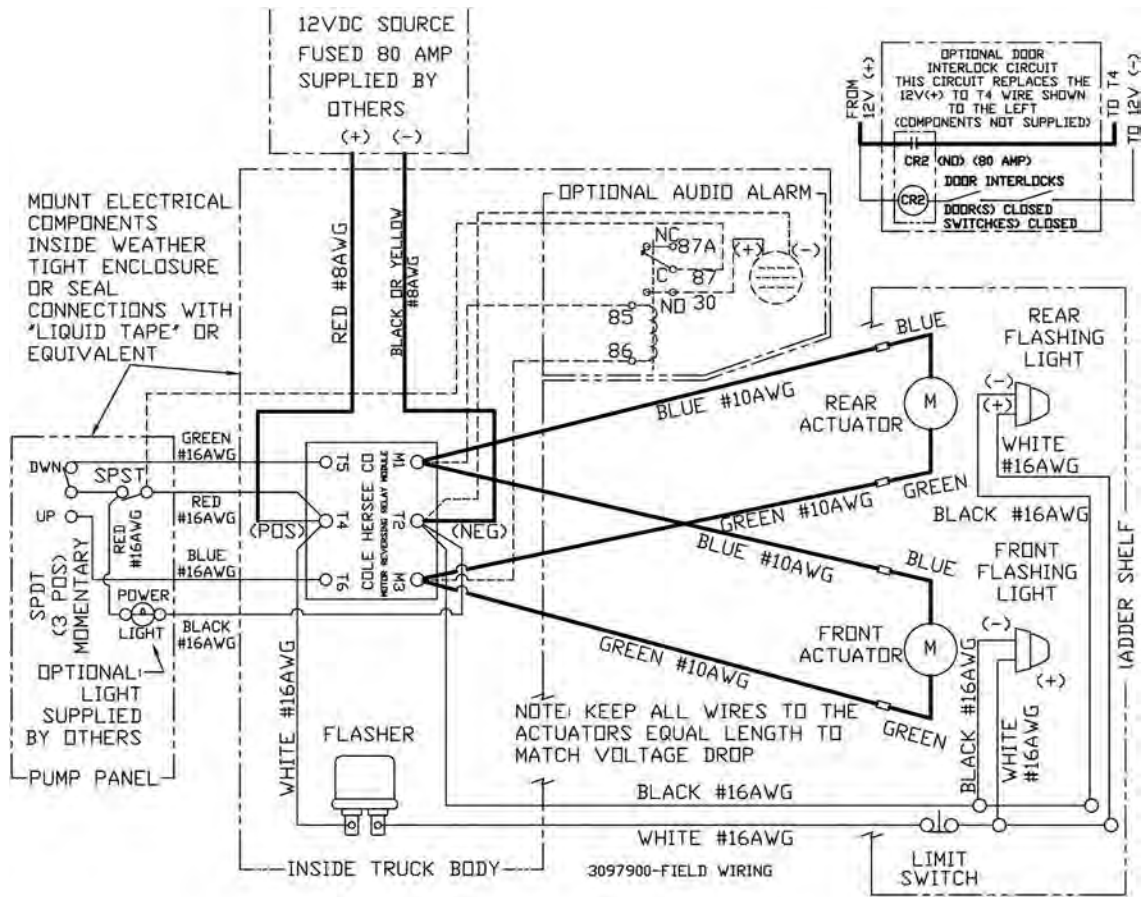 12VDC SOURCE
FUSED 80 AMP
SUPPLIED BY
OTHERS
(+) (-)
OPTIONAL DOOR
INTERLOCK CIRCUIT
THIS CIRCUIT REPLACES THE
12V(+) TO T4 WIRE SHOWN
TO THE LEFT
(COMPONENTS NOT SUPPLIED)
FROM
12V (+)
TO T4
TO 12V (-)
CR2 (NO) (80 AMP)
DOOR INTERLOCKS
CR2
DOOR(S) CLOSED
SWITCH(ES) CLOSED
MOUNT ELECTRICAL
COMPONENTS
INSIDE WEATHER
TIGHT ENCLOSURE
OR SEAL
CONNECTIONS WITH
"LIQUID TAPE" OR
EQUIVALENT
RED #8AWG
BLACK OR YELLOW
#8AWG
OPTIONAL AUDIO ALARM
NC
87A
(+)
(-)
C
87
NO
30
85
86
BLUE
REAR
FLASHING
LIGHT
BLUE #10AWG
REAR
ACTUATOR
M
(-)
(+)
WHITE
#16AWG
GREEN
#16AWG
DWN
SPST
UP
RED
#16AWG
RED
#16AWG
BLUE
#16AWG
POWER
LIGHT
BLACK
#16AWG
SPDT
(3 POS)
MOMENTARY
OPTIONAL:
LIGHT
SUPPLIED
BY OTHERS
PUMP PANEL
T5
M1
T4
T2
T6
M3
COLE HERSEE CO
MOTOR REVERSING RELAY MODULE
(POS)
(NEG)
GREEN #10AWG
GREEN
BLACK #16AWG
BLUE #10AWG
BLUE
FRONT
FLASHING
LIGHT
FRONT
ACTUATOR
M
(-)
(+)
GREEN #10AWG
GREEN
BLACK #16AWG
WHITE
#16AWG
LADDER SHELF
WHITE #16AWG
FLASHER
NOTE: KEEP ALL WIRES TO THE
ACTUATORS EQUAL LENGTH TO
MATCH VOLTAGE DROP
BLACK #16AWG
WHITE #16AWG
LIMIT
SWITCH
INSIDE TRUCK BODY
3097900-FIELD WIRING